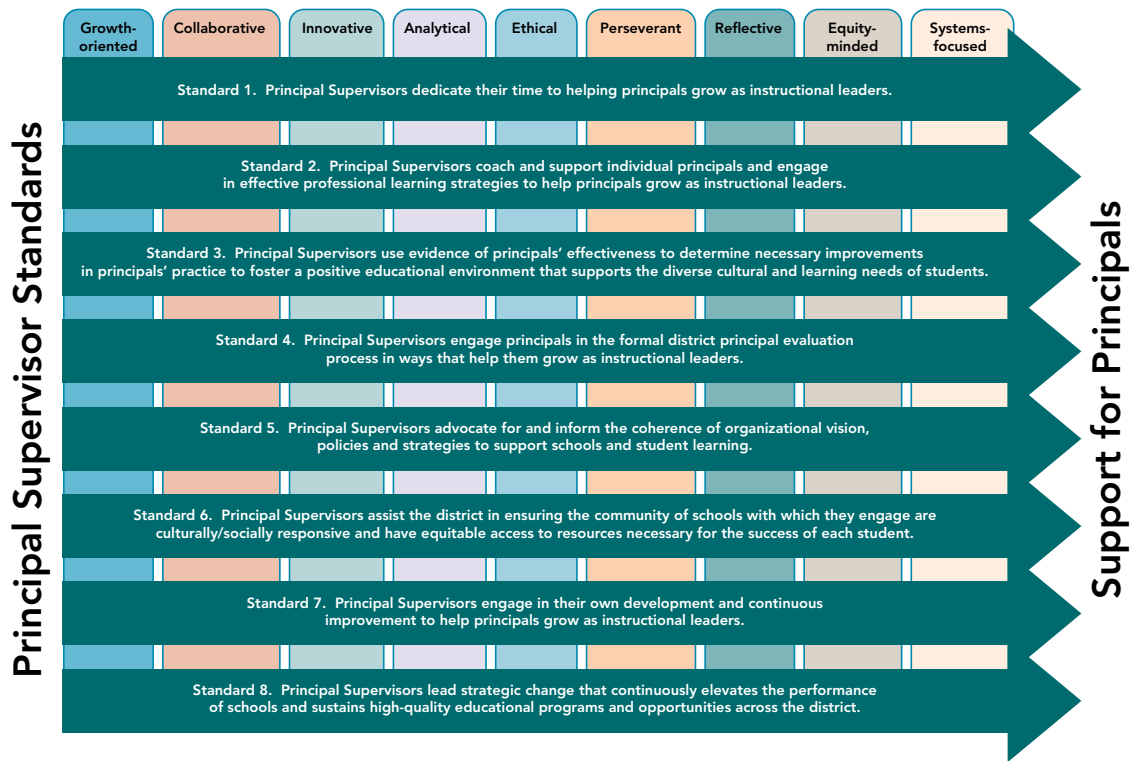 Growth-
oriented
Collaborative
Innovative
Analytical
Ethical
Perseverant
Reflective
Equity-
minded
Systems-
focused
Principal Supervisor Standards
Standard 1.  Principal Supervisors dedicate their time to helping principals grow as instructional leaders.
Standard 2.  Principal Supervisors coach and support individual principals and engage
in effective professional learning strategies to help principals grow as instructional leaders.
Standard 3.  Principal Supervisors use evidence of principals’ effectiveness to determine necessary improvements
in principals’ practice to foster a positive educational environment that supports the diverse cultural and learning needs of students.
Standard 4.  Principal Supervisors engage principals in the formal district principal evaluation
process in ways that help them grow as instructional leaders.
Standard 5.  Principal Supervisors advocate for and inform the coherence of organizational vision,
policies and strategies to support schools and student learning.
Standard 6.  Principal Supervisors assist the district in ensuring the community of schools with which they engage are
culturally/socially responsive and have equitable access to resources necessary for the success of each student.
Standard 7.  Principal Supervisors engage in their own development and continuous
improvement to help principals grow as instructional leaders.
Standard 8.  Principal Supervisors lead strategic change that continuously elevates the performance
of schools and sustains high-quality educational programs and opportunities across the district.
Support for Principals